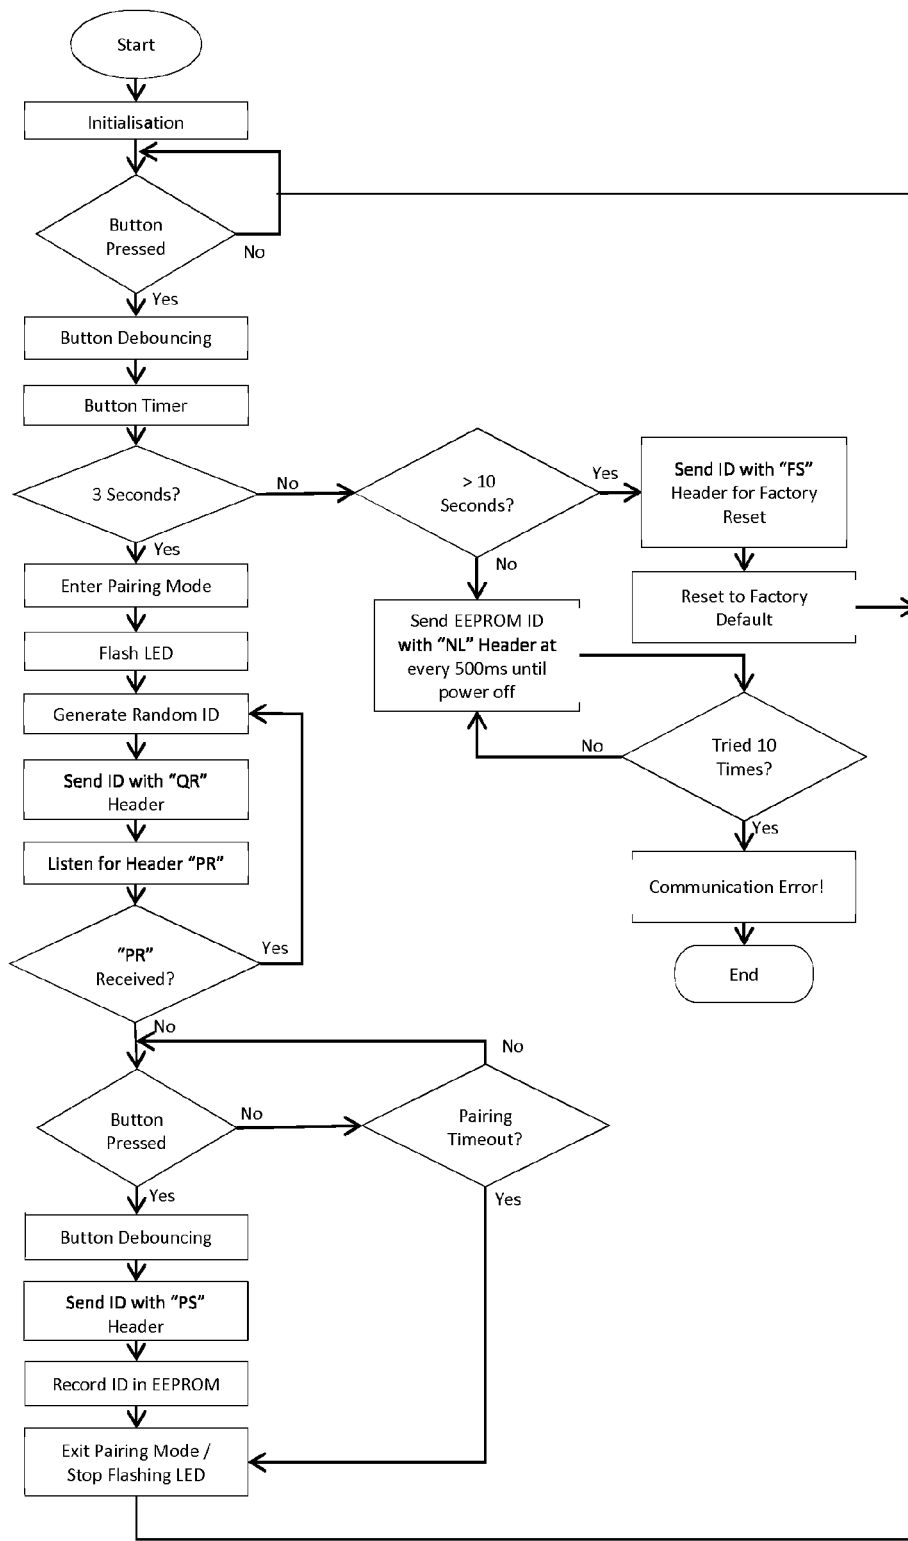 Start
Initialisation
Button
Pressed
No
Yes
Button Debouncing
Button Timer
3 Seconds?
No
Yes
> 10
Seconds?
Yes
No
Send ID with “FS”
Header for Factory
Reset
Reset to Factory
Default
Send EEPROM ID
with “NL” Header at
every 500ms until
power off
Tried 10
Times?
No
Yes
Communication Error!
End
Enter Pairing Mode
Flash LED
Generate Random ID
Send ID with “QR”
Header
Listen for Header “PR”
“PR”
Received?
Yes
No
Button
Pressed
No
Yes
Pairing
Timeout?
No
Yes
Button Debouncing
Send ID with “PS”
Header
Record ID in EEPROM
Exit Pairing Mode /
Stop Flashing LED